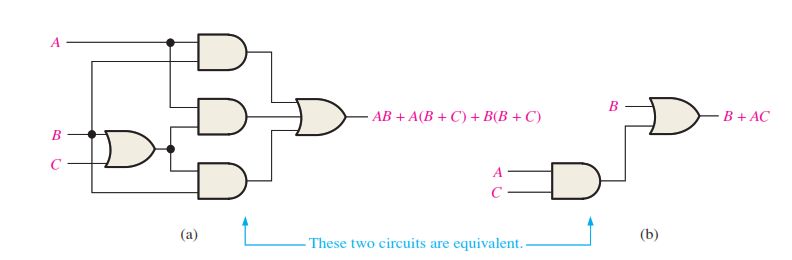 A
B
C
AB + A(B + C) + B(B + C)
(a)
B
A
C
B + AC
(b)
These two circuits are equivalent.